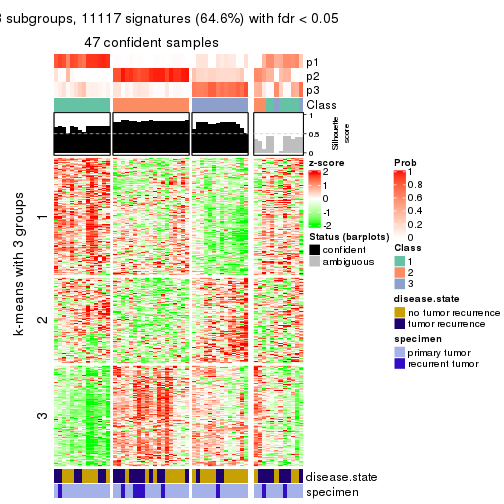 3 subgroups, 11117 signatures (64.6%) with fdr < 0.05
47 confident samples
p1
p2
p3
Class
1
0.5
0
Silhouette
score
k-means with 3 groups
1
2
3
z-score
2
1
0
-1
-2
Status (barplots)
confident
ambiguous
Prob
1
0.8
0.6
0.4
0.2
0
Class
1
2
3
disease.state
no tumor recurrence
tumor recurrence
specimen
primary tumor
recurrent tumor
disease.state
specimen